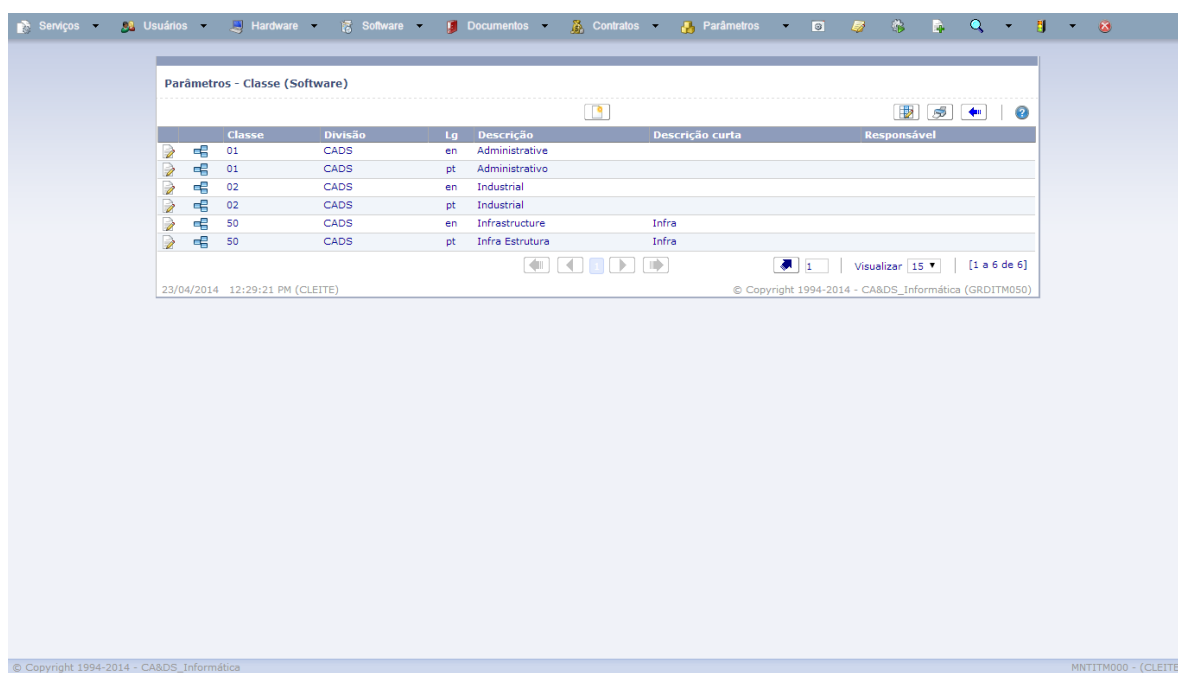 Serviços Usuários Hardware Software Documentos Contratos Parâmetros
Parâmetros - Classe (Software)
Classe Divisão Lg Descrição Descrição curta Responsável
01 CADS en Administrative
01 CADS pt Administrativo
02 CADS en Industrial
02 CADS pt Industrial
50 CADS en Infrastructure Infra
50 CADS pt Infra Estrutura Infra
1 1 Visualizar 15 [1 a 6 de 6]
23/04/2014 12:29:21 PM (CLEITE) © Copyright 1994-2014 - CA&DS_Informática (GRDITM050)
© Copyright 1994-2014 - CA&DS_Informática MNTITM000 - (CLEITE